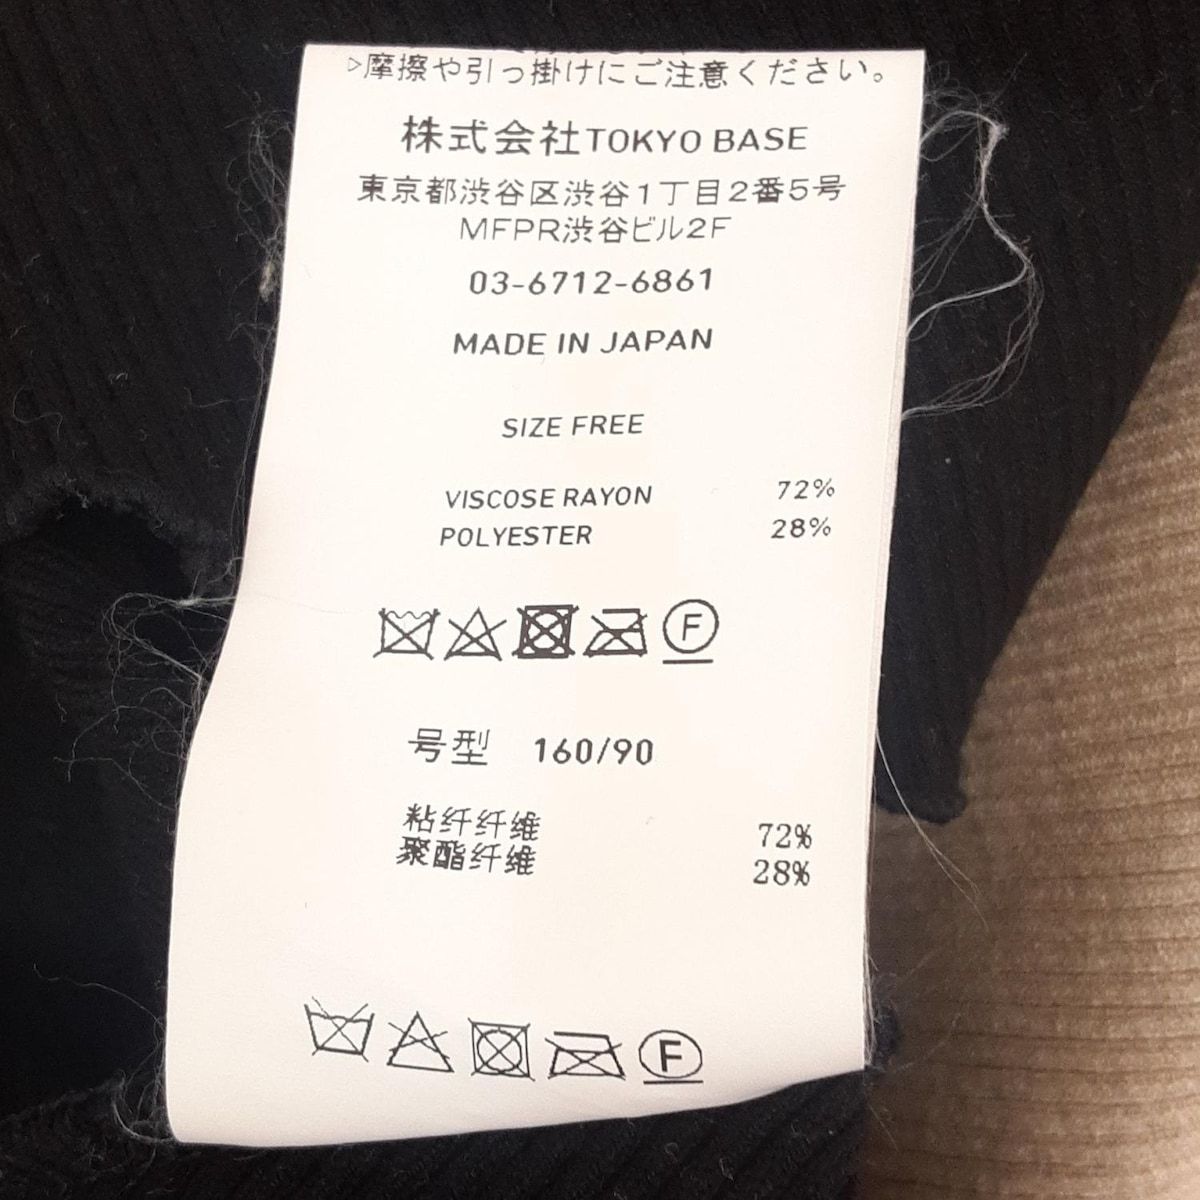 ▷摩擦や引っ掛けにご注意ください。
株式会社TOKYO BASE
東京都渋谷区渋谷1丁目2番5号
MFPR渋谷ビル2F
03-6712-6861
MADE IN JAPAN
SIZE FREE
VISCOSE RAYON 72%
POLYESTER 28%
F
号型 160/90
粘纤纤维 72%
聚酯纤维 28%
F